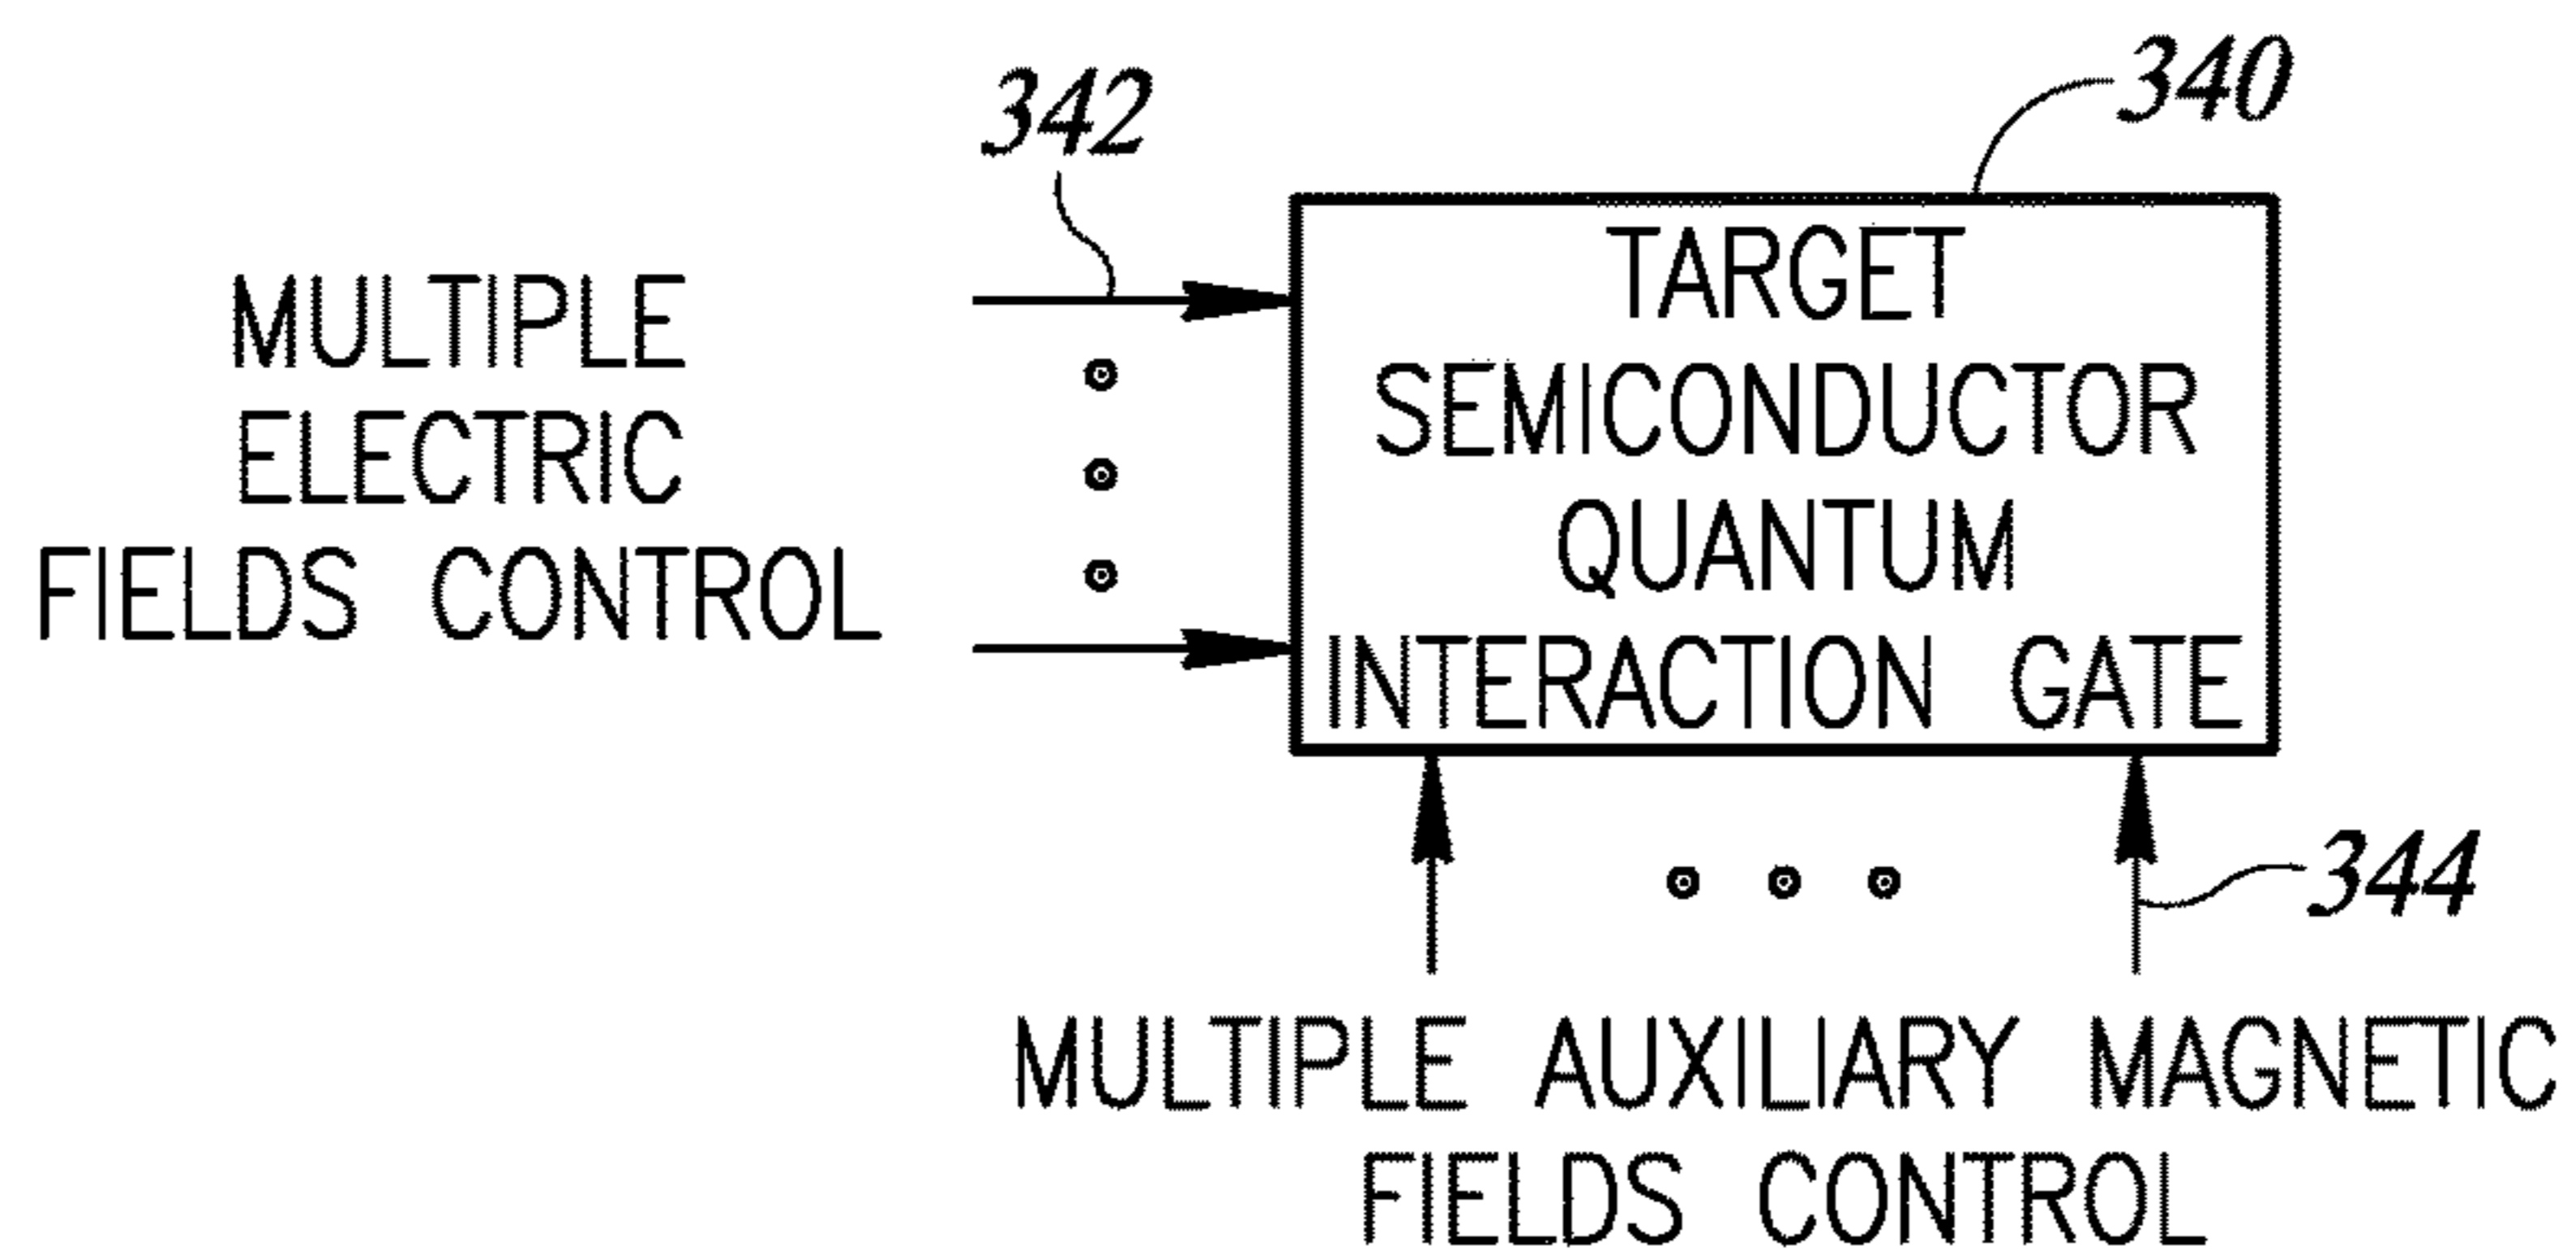 342
340
MULTIPLE
ELECTRIC
FIELDS CONTROL
TARGET
SEMICONDUCTOR
QUANTUM
INTERACTION GATE
344
MULTIPLE AUXILIARY MAGNETIC
FIELDS CONTROL